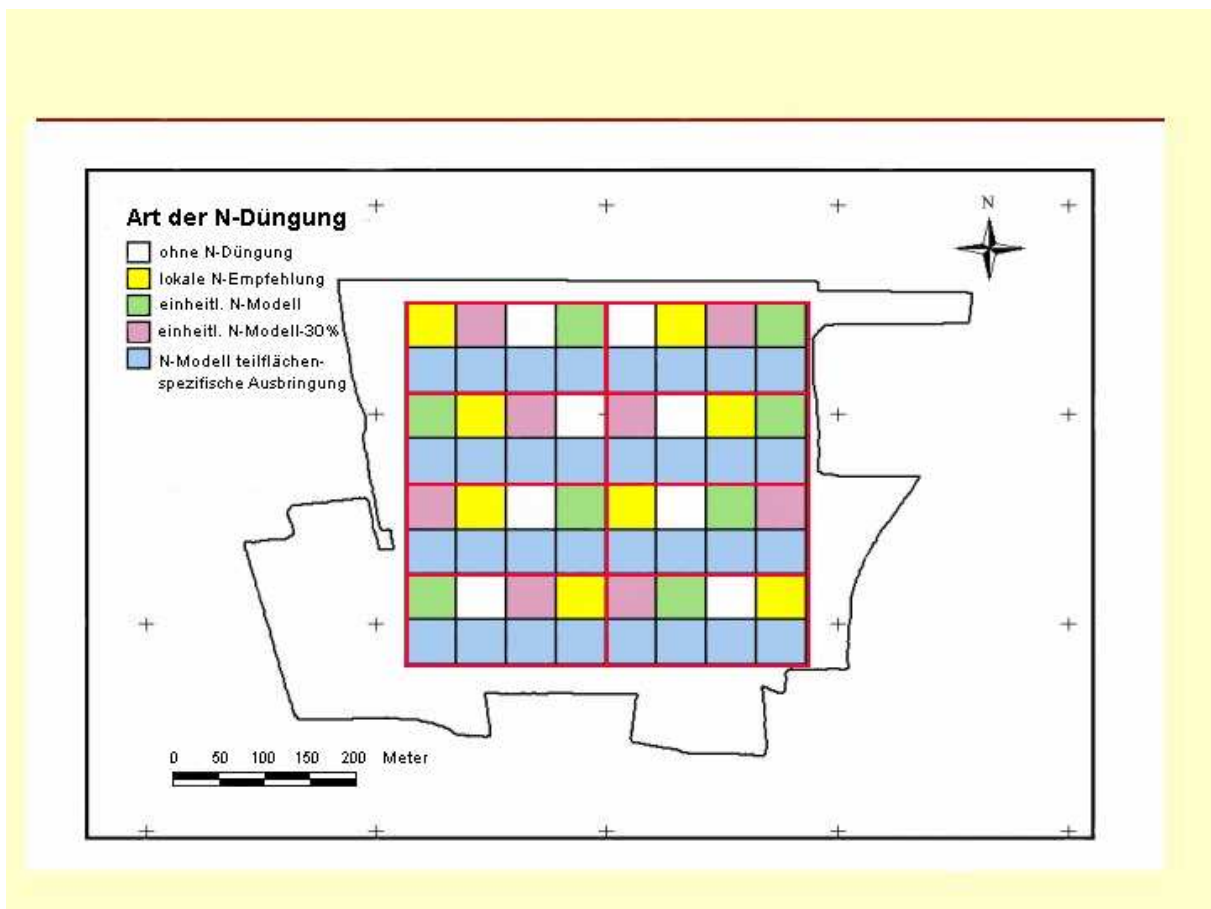 Art der N-Düngung
ohne N-Düngung
lokale N-Empfehlung
einheitl. N-Modell
einheitl. N-Modell-30%
N-Modell teilflächen-
spezifische Ausbringung
N
0 50 100 150 200 Meter